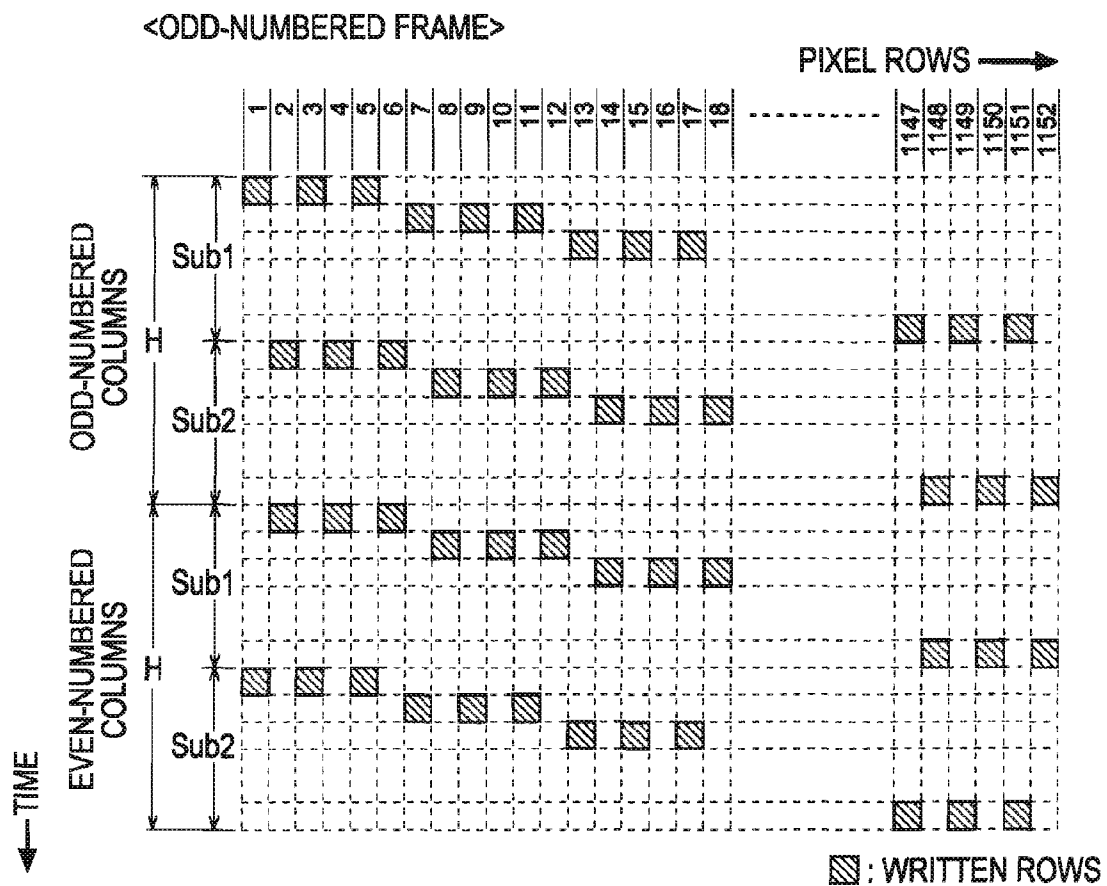 <ODD-NUMBERED FRAME>
PIXEL ROWS
1 2 3 4 5 6 7 8 9 10 11 12 13 14 15 16 17 18 1147 1148 1149 1150 1151 1152
ODD-NUMBERED
COLUMNS
H
Sub1
Sub2
EVEN-NUMBERED
COLUMNS
H
Sub1
Sub2
TIME
: WRITTEN ROWS